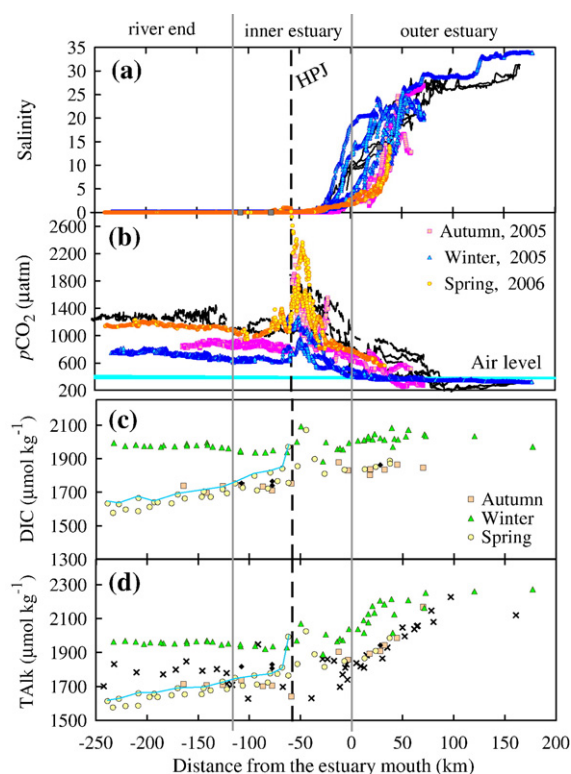 river end inner estuary outer estuary
35
30
25
20
15
10
5
0
Salinity
(a)
HPJ
2600
2200
1800
1400
1000
600
200
pCO2 (µatm)
(b)
Autumn, 2005
Winter, 2005
Spring, 2006
Air level
2100
1900
1700
1500
1300
DIC (µmol kg-1)
(c)
Autumn
Winter
Spring
2300
2100
1900
1700
1500
TAlk (µmol kg-1)
(d)
-250 -200 -150 -100 -50 0 50 100 150 200
Distance from the estuary mouth (km)